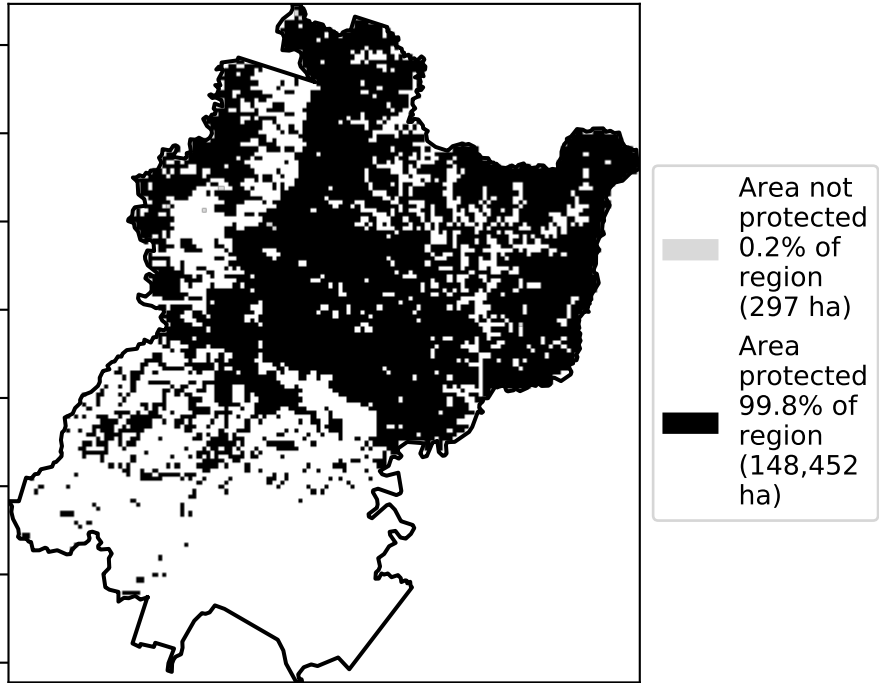 Area not
protected
0.2% of
region
(297 ha)
Area
protected
99.8% of
region
(148,452
ha)